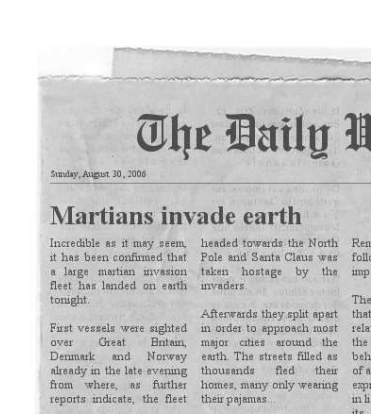 The Daily
Sunday, August 30, 2006
Martians invade earth
Incredible as it may seem,
it has been confirmed that
a large martian invasion
fleet has landed on earth
tonight.
First vessels were sighted
over Great Britain,
Denmark and Norway
already in the late evening
from where, as further
reports indicate, the fleet
headed towards the North
Pole and Santa Claus was
taken hostage by the
invaders.
Afterwards they split apart
in order to approach most
major cities around the
earth. The streets filled as
thousands fled their
homes, many only wearing
their pajamas...